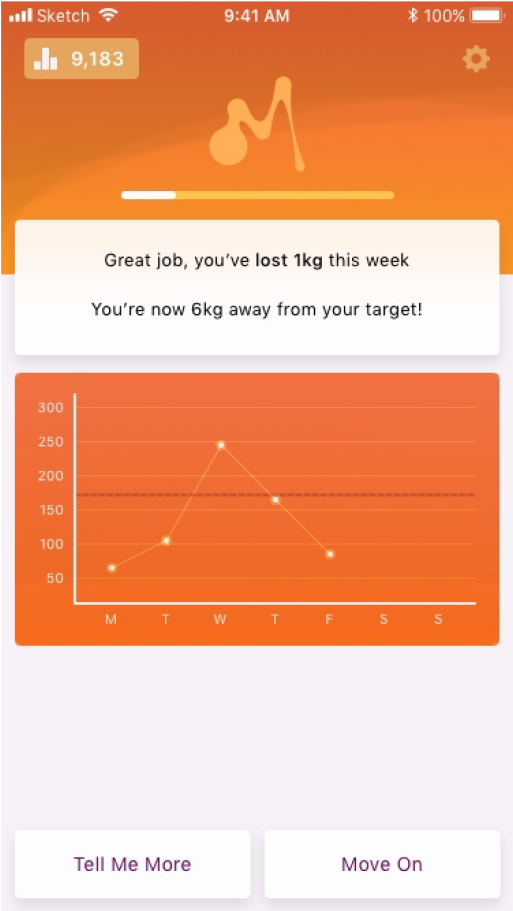 Sketch 9:41 AM 100%
9,183
Great job, you've lost 1kg this week
You're now 6kg away from your target!
300
250
200
150
100
50
M T W T F S S
Tell Me More Move On